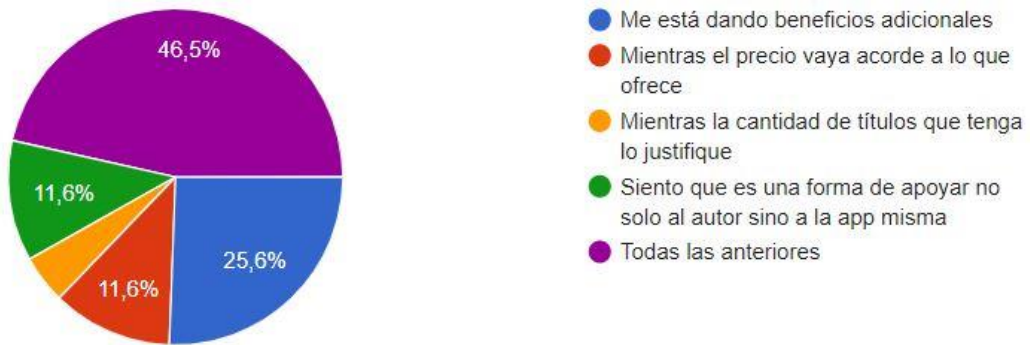 46,5%
11,6%
11,6%
25,6%
Me está dando beneficios adicionales
Mientras el precio vaya acorde a lo que
ofrece
Mientras la cantidad de títulos que tenga
lo justifique
Siento que es una forma de apoyar no
solo al autor sino a la app misma
Todas las anteriores